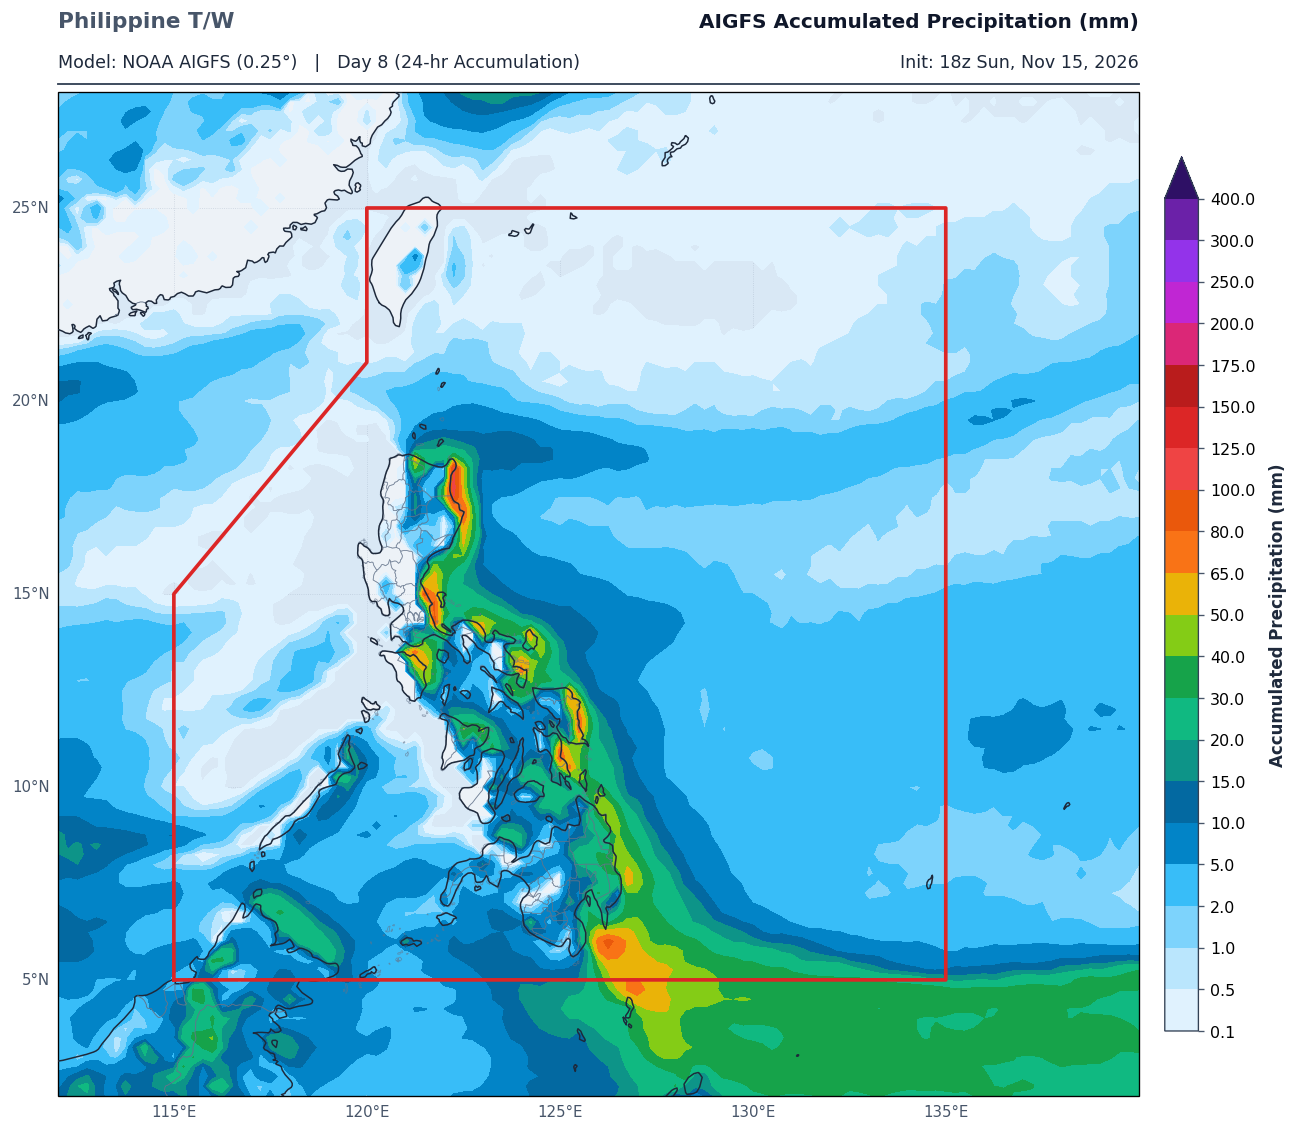 Philippine T/W
AIGFS Accumulated Precipitation (mm)
Model: NOAA AIGFS (0.25°)   |   Day 8 (24-hr Accumulation)
Init: 18z Sun, Nov 15, 2026
25°N
20°N
15°N
10°N
5°N
115°E
120°E
125°E
130°E
135°E
400.0
300.0
250.0
200.0
175.0
150.0
125.0
100.0
80.0
65.0
50.0
40.0
30.0
20.0
15.0
10.0
5.0
2.0
1.0
0.5
0.1
Accumulated Precipitation (mm)